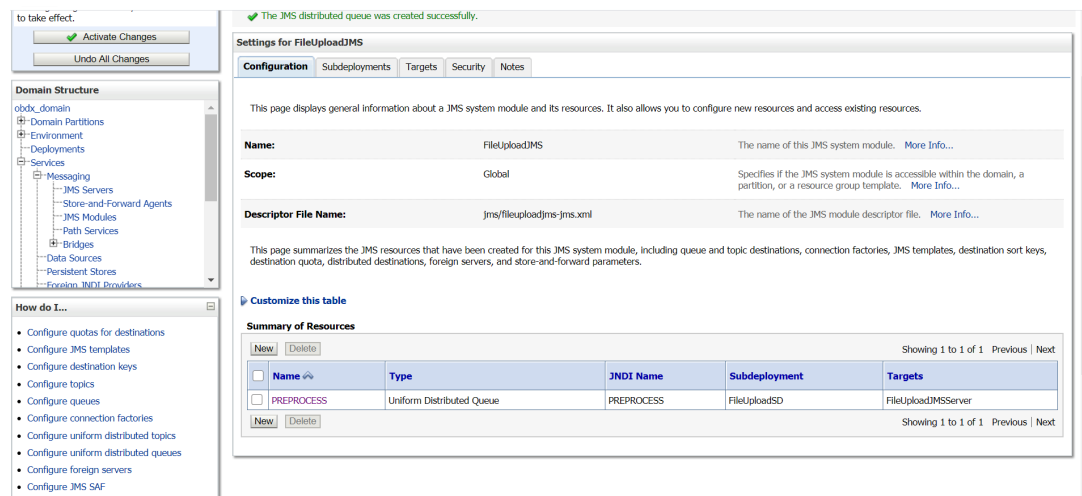 to take effect.
Activate Changes
Undo All Changes
Domain Structure
obdx_domain
Domain Partitions
Environment
Deployments
Services
Messaging
JMS Servers
Store-and-Forward Agents
JMS Modules
Path Services
Bridges
Data Sources
Persistent Stores
Foreign JNDI Providers
How do I...
Configure quotas for destinations
Configure JMS templates
Configure destination keys
Configure topics
Configure queues
Configure connection factories
Configure uniform distributed topics
Configure uniform distributed queues
Configure foreign servers
Configure JMS SAF
The JMS distributed queue was created successfully.
Settings for FileUploadJMS
Configuration Subdeployments Targets Security Notes
This page displays general information about a JMS system module and its resources. It also allows you to configure new resources and access existing resources.
Name: FileUploadJMS The name of this JMS system module. More Info...
Scope: Global Specifies if the JMS system module is accessible within the domain, a
partition, or a resource group template. More Info...
Descriptor File Name: jms/fileuploadjms-jms.xml The name of the JMS module descriptor file. More Info...
This page summarizes the JMS resources that have been created for this JMS system module, including queue and topic destinations, connection factories, JMS templates, destination sort keys,
destination quota, distributed destinations, foreign servers, and store-and-forward parameters.
Customize this table
Summary of Resources
New Delete Showing 1 to 1 of 1 Previous | Next
Name Type JNDI Name Subdeployment Targets
PREPROCESS Uniform Distributed Queue PREPROCESS FileUploadSD FileUploadJMSServer
New Delete Showing 1 to 1 of 1 Previous | Next